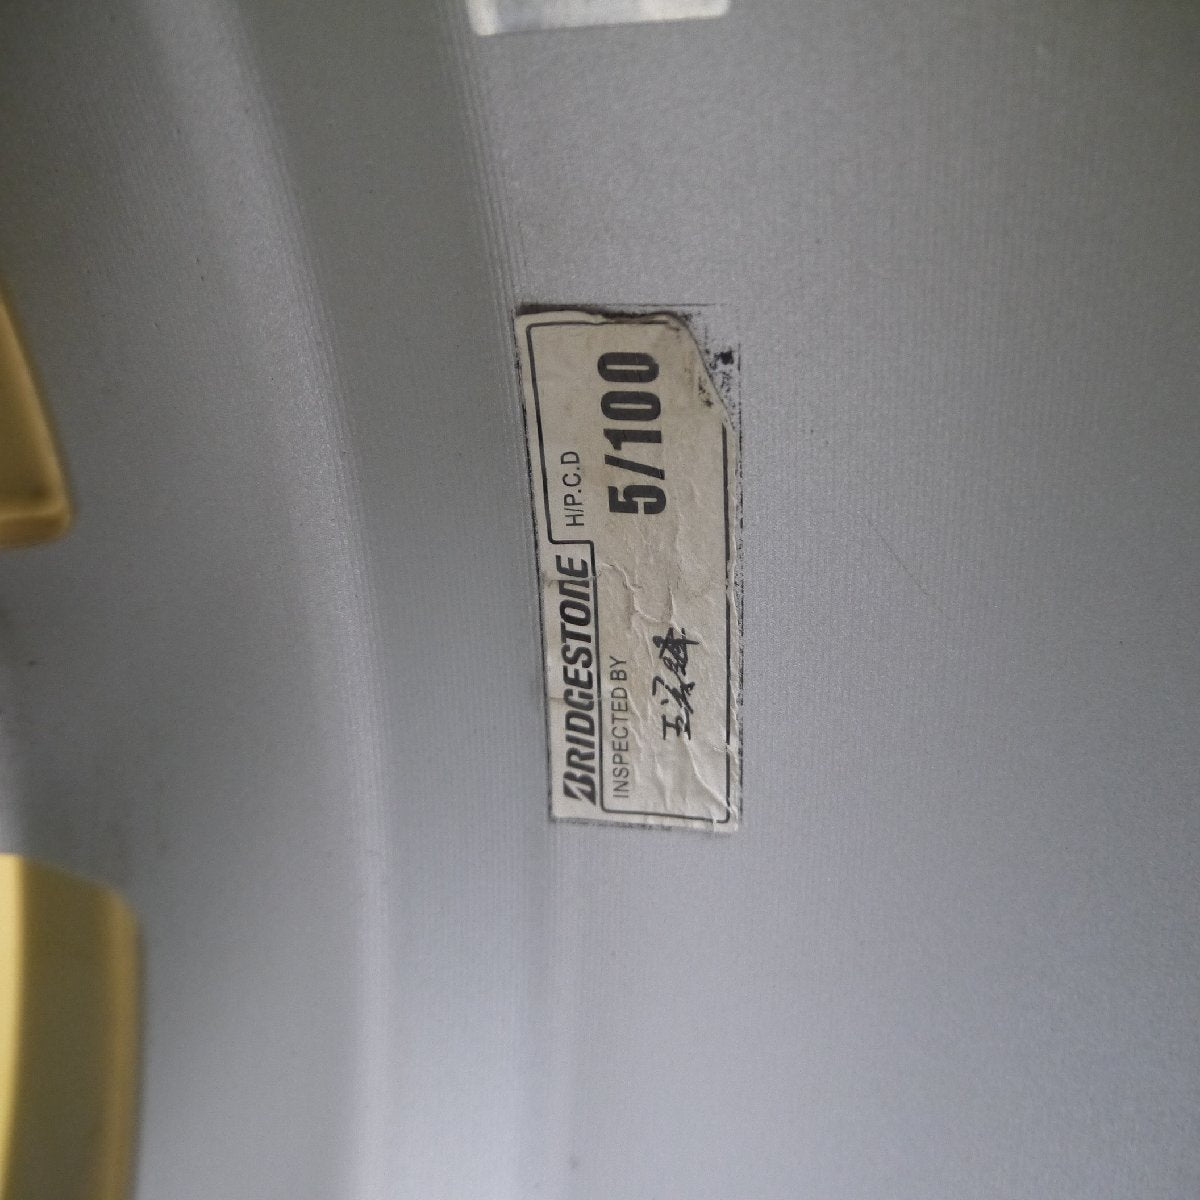 BRIDGESTONE
H/P.C.D
5/100
INSPECTED BY